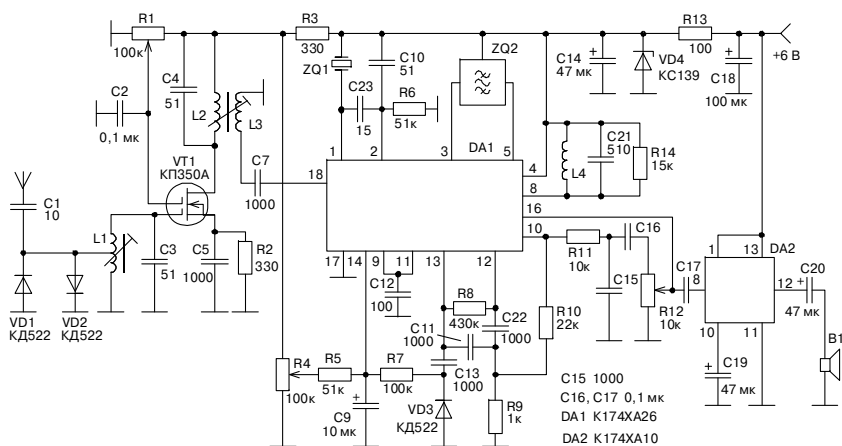 R1
100к
R3
330
ZQ1
C10
51
ZQ2
C14
47 мк
+
VD4
КС139
R13
100
+
C18
100 мк
+6 В
C4
51
C2
0,1 мк
L2
L3
C23
15
R6
51к
1
2
3
DA1
5
4
8
16
10
18
L4
C21
510
R14
15к
VT1
КП350А
C7
1000
C1
10
L1
C3
51
C5
1000
R2
330
17
14
9
11
13
12
C12
100
R8
430к
C11
1000
C22
1000
C13
1000
R11
10к
C16
C15
R12
10к
C17
8
1
13
DA2
12
C20
+
47 мк
10
11
B1
R10
22к
VD1
КД522
VD2
КД522
R4
100к
R5
51к
R7
100к
+
C9
10 мк
VD3
КД522
R9
1к
+
C19
47 мк
C15 1000
C16, C17 0,1 мк
DA1 К174ХА26
DA2 К174ХА10